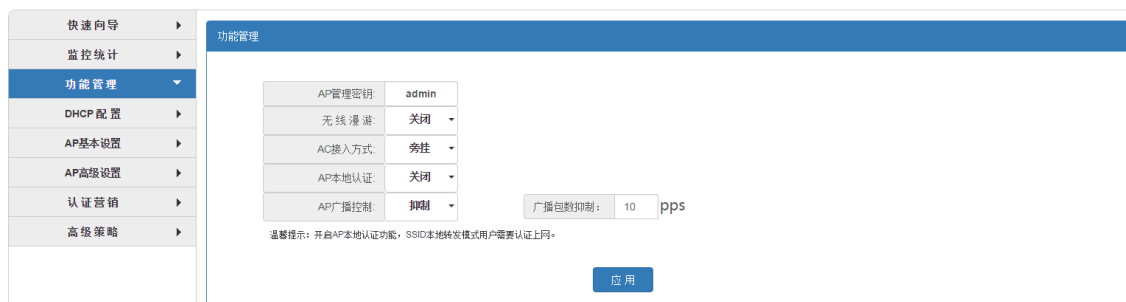 快速向导
监控统计
功能管理
DHCP 配 置
AP基本设置
AP高级设置
认证营销
高级策略
功能管理
AP管理密钥: admin
无 线 漫 游: 关闭
AC接入方式: 旁挂
AP本地认证: 关闭
AP广播控制: 抑制 广播包数抑制： 10 pps
温馨提示：开启AP本地认证功能，SSID本地转发模式用户需要认证上网。
应 用